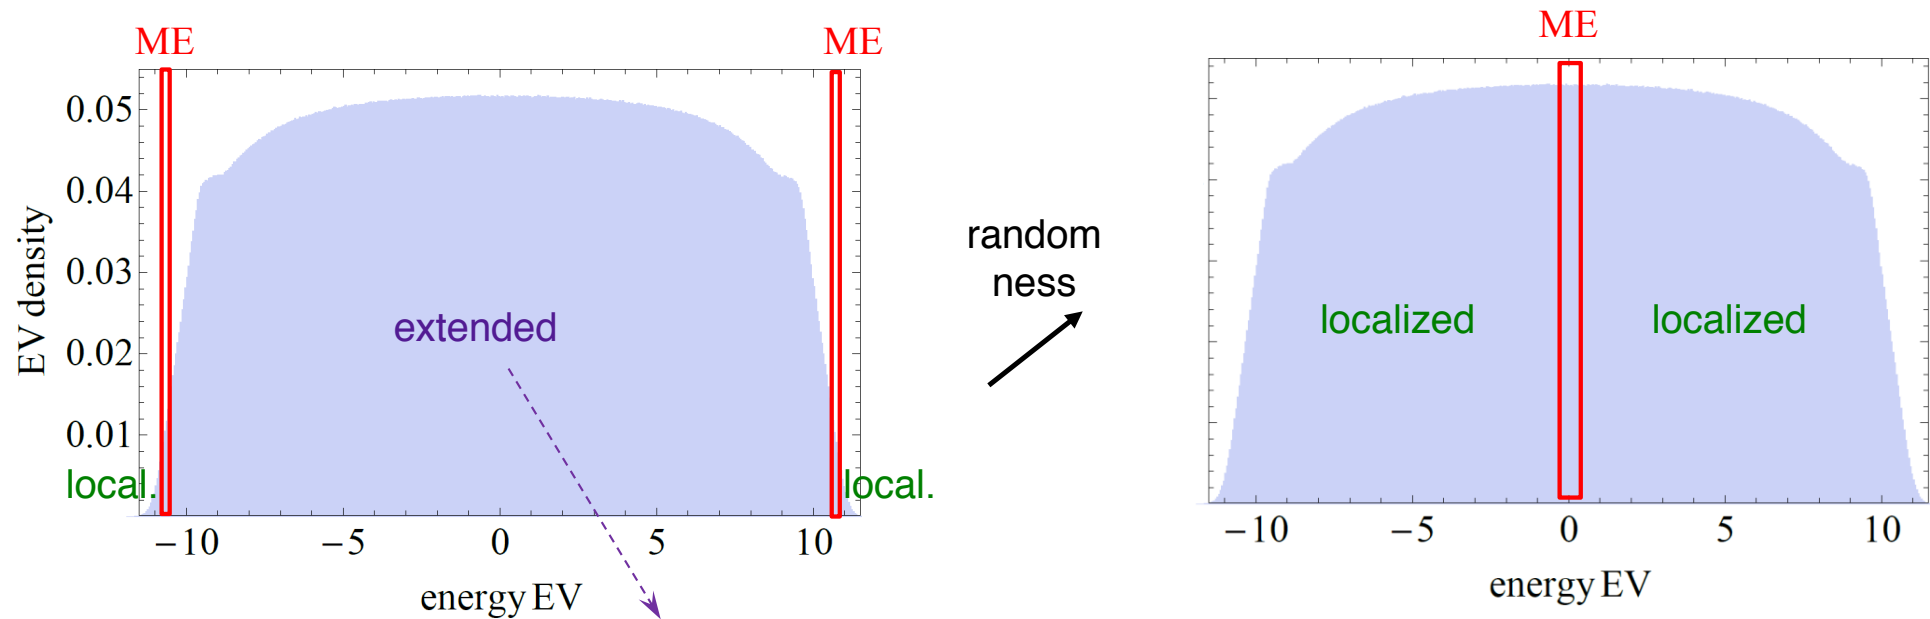 ME
ME
ME
0.05
0.04
0.03
0.02
0.01
EV density
extended
local.
local.
−10
−5
0
5
10
energy EV
random
ness
localized
localized
−10
−5
0
5
10
energy EV